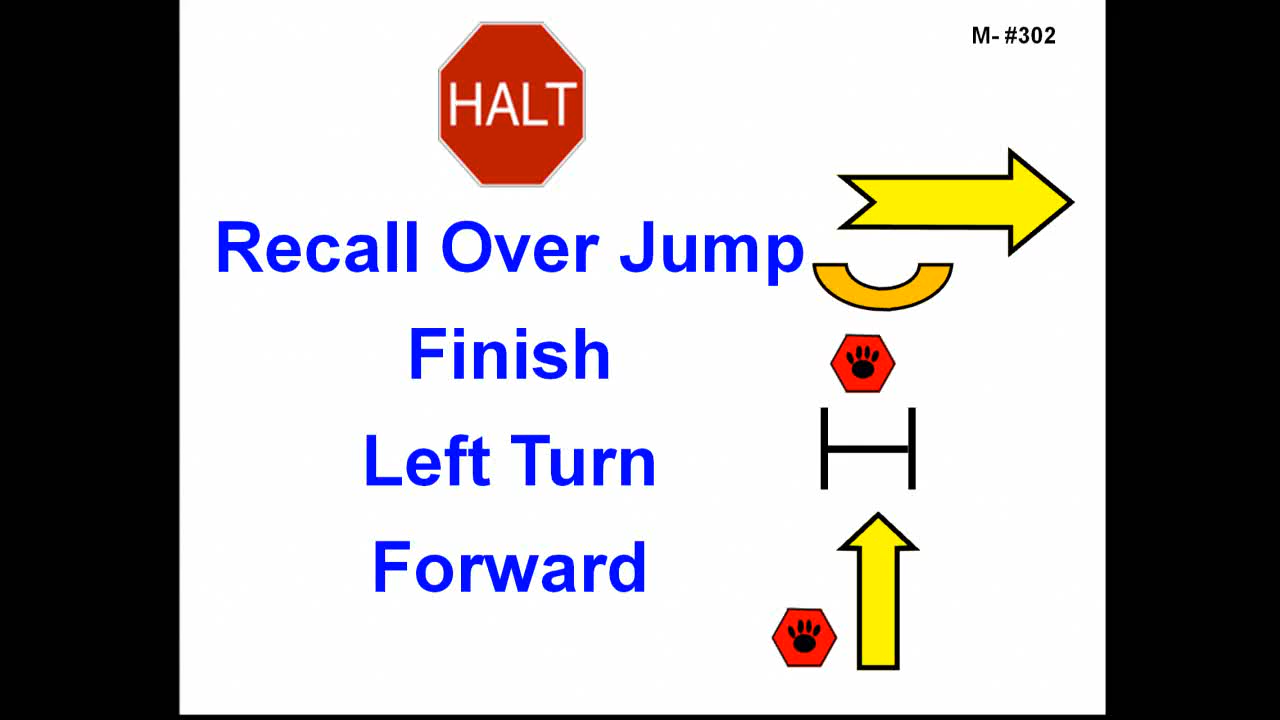 M- #302
HALT
Recall Over Jump
Finish
Left Turn
Forward